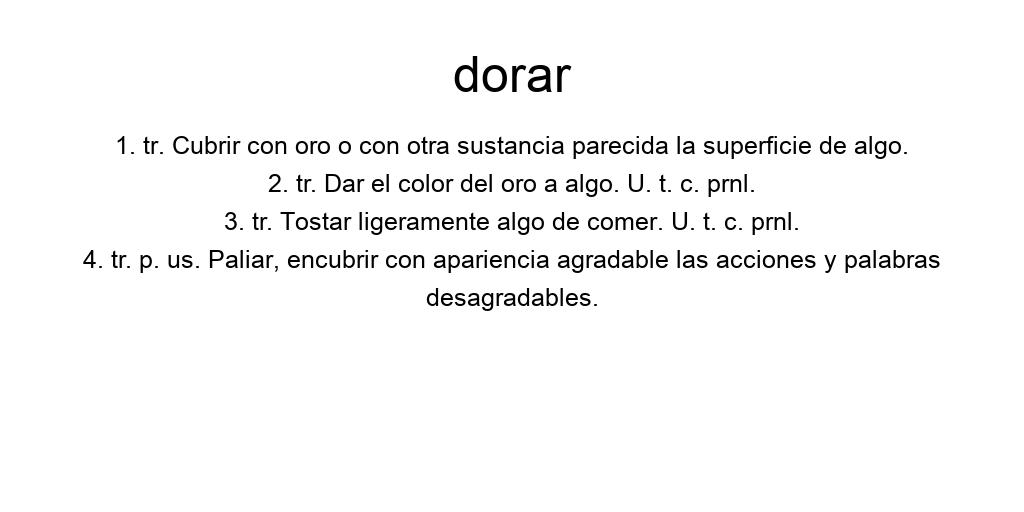 dorar
1. tr. Cubrir con oro o con otra sustancia parecida la superficie de algo.
2. tr. Dar el color del oro a algo. U. t. c. prnl.
3. tr. Tostar ligeramente algo de comer. U. t. c. prnl.
4. tr. p. us. Paliar, encubrir con apariencia agradable las acciones y palabras
desagradables.